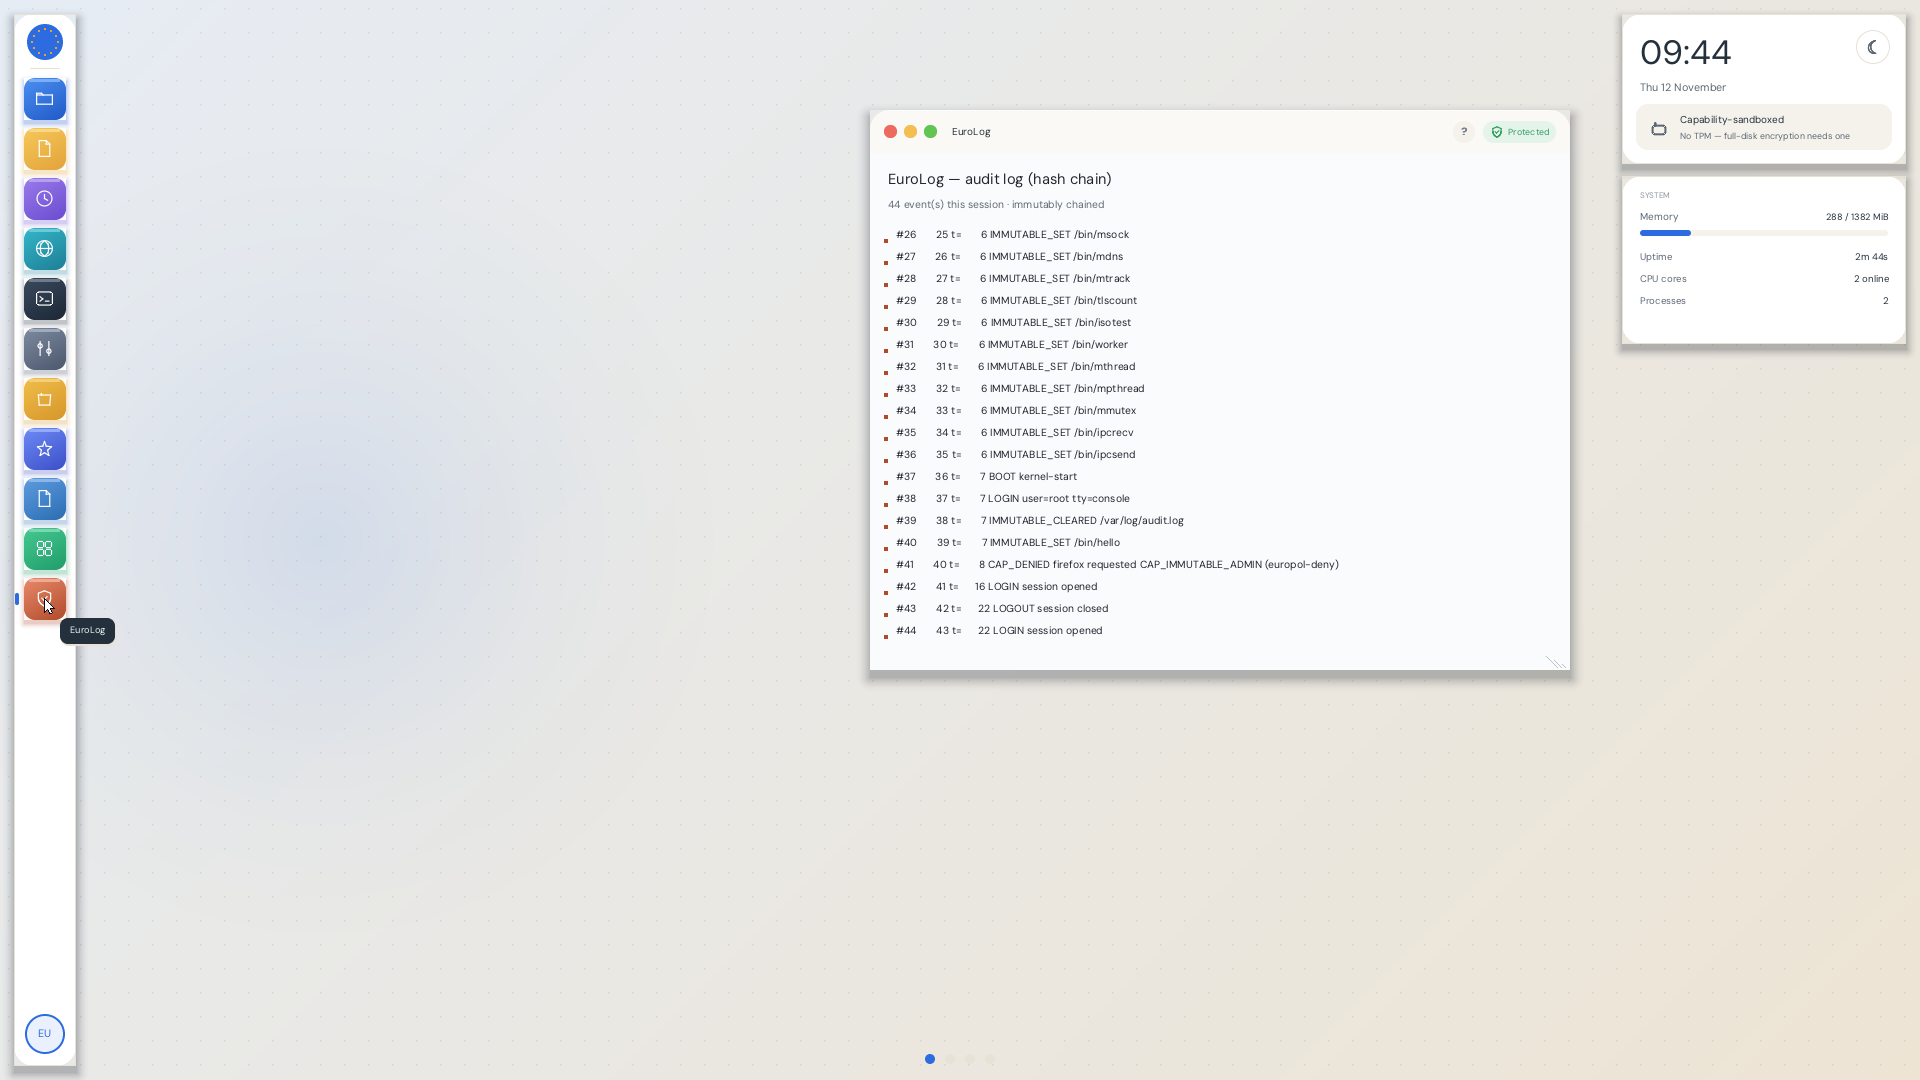 EuroLog
?
Protected
EuroLog — audit log (hash chain)
44 event(s) this session · immutably chained
#26 25 t= 6 IMMUTABLE_SET /bin/msock
#27 26 t= 6 IMMUTABLE_SET /bin/mdns
#28 27 t= 6 IMMUTABLE_SET /bin/mtrack
#29 28 t= 6 IMMUTABLE_SET /bin/tlscount
#30 29 t= 6 IMMUTABLE_SET /bin/isotest
#31 30 t= 6 IMMUTABLE_SET /bin/worker
#32 31 t= 6 IMMUTABLE_SET /bin/mthread
#33 32 t= 6 IMMUTABLE_SET /bin/mpthread
#34 33 t= 6 IMMUTABLE_SET /bin/mmutex
#35 34 t= 6 IMMUTABLE_SET /bin/ipcrecv
#36 35 t= 6 IMMUTABLE_SET /bin/ipcsend
#37 36 t= 7 BOOT kernel-start
#38 37 t= 7 LOGIN user=root tty=console
#39 38 t= 7 IMMUTABLE_CLEARED /var/log/audit.log
#40 39 t= 7 IMMUTABLE_SET /bin/hello
#41 40 t= 8 CAP_DENIED firefox requested CAP_IMMUTABLE_ADMIN (europol-deny)
#42 41 t= 16 LOGIN session opened
#43 42 t= 22 LOGOUT session closed
#44 43 t= 22 LOGIN session opened
09:44
Thu 12 November
Capability-sandboxed
No TPM — full-disk encryption needs one
SYSTEM
Memory 288 / 1382 MiB
Uptime 2m 44s
CPU cores 2 online
Processes 2
EuroLog
EU